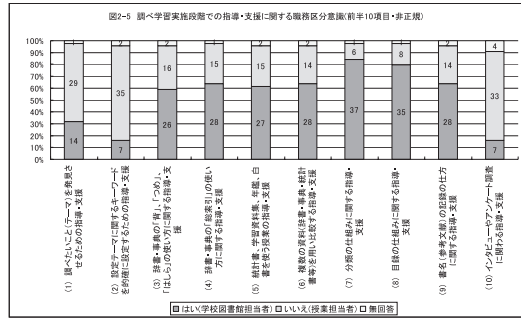 図2-5 調べ学習実施段階での指導・支援に関する職務区分意識(前半10項目・非正規)
100%
90%
80%
70%
60%
50%
40%
30%
20%
10%
0%
2 2 2 2 2 2
29 35 16 15 15 14 6 8 14 4
14 7 26 28 27 28 37 35 28 33
7
(1) 調べたいこと(テーマ)を発見さ
せるための指導・支援
(2) 設定テーマに関するキーワード
を的確に設定するための指導・支援
(3) 辞書・事典の「背」、「つめ」、
「はしら」の使い方に関する指導・支
援
(4) 辞書・事典の「総索引」の使い
方に関する指導・支援
(5) 統計書、学習資料集、年鑑、白
書を使う授業の指導・支援
(6) 複数の資料(辞書・事典・統計
書等)を用い比較する指導・支援
(7) 分類の仕組みに関する指導・
支援
(8) 目録の仕組みに関する指導・
支援
(9) 書名(参考文献)の記録の仕方
に関する指導・支援
(10) インタビューやアンケート調査
に関わる指導・支援
はい(学校図書館担当者) いいえ(授業担当者) 無回答